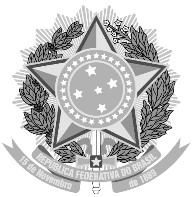 REPÚBLICA FEDERATIVA DO BRASIL
15 de Novembro
de 1889